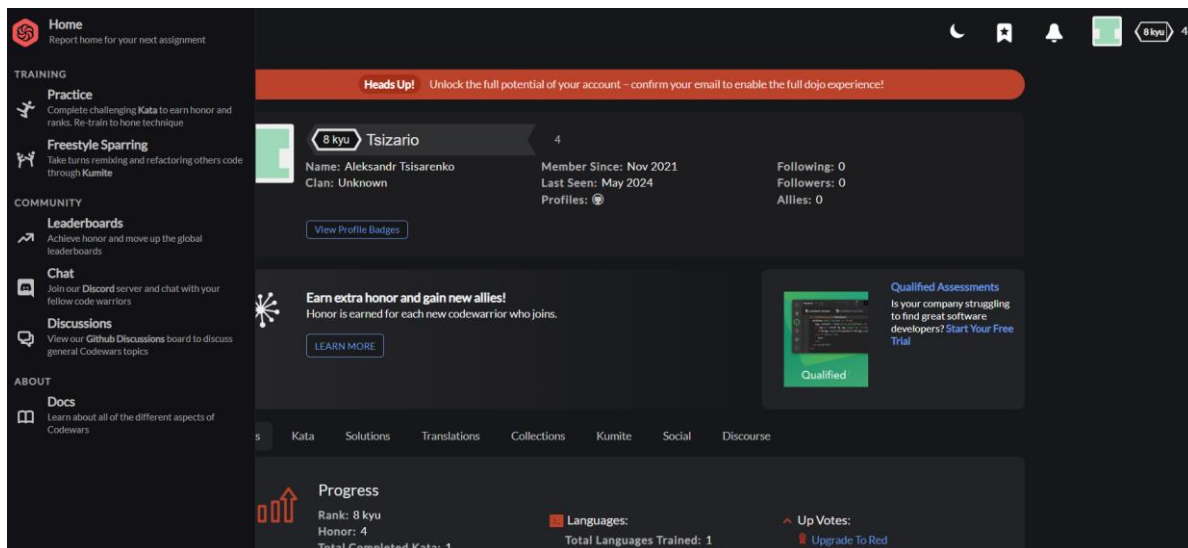 Home
Report home for your next assignment
TRAINING
Practice
Complete challenging Kata to earn honor and
ranks. Re-train to hone technique
Freestyle Sparring
Take turns remixing and refactoring others code
through Kumite
COMMUNITY
Leaderboards
Achieve honor and move up the global
leaderboards
Chat
Join our Discord server and chat with your
fellow code warriors
Discussions
View our Github Discussions board to discuss
general Codewars topics
ABOUT
Docs
Learn about all of the different aspects of
Codewars
8 kyu 4
Heads Up! Unlock the full potential of your account – confirm your email to enable the full dojo experience!
8 kyu Tsizario 4
Name: Aleksandr Tsisarenko
Clan: Unknown
Member Since: Nov 2021
Last Seen: May 2024
Profiles:
Following: 0
Followers: 0
Allies: 0
View Profile Badges
Earn extra honor and gain new allies!
Honor is earned for each new codewarrior who joins.
LEARN MORE
Qualified
Qualified Assessments
Is your company struggling
to find great software
developers? Start Your Free
Trial
s Kata Solutions Translations Collections Kumite Social Discourse
Progress
Rank: 8 kyu
Honor: 4
Total Completed Kata: 1
Languages:
Total Languages Trained: 1
Up Votes:
Upgrade To Red